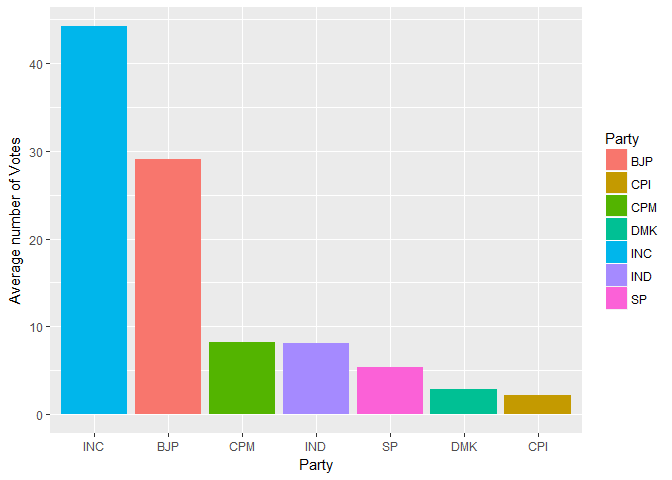 Average number of Votes
40
30
20
10
0
INC BJP CPM IND SP DMK CPI
Party
Party
BJP
CPI
CPM
DMK
INC
IND
SP